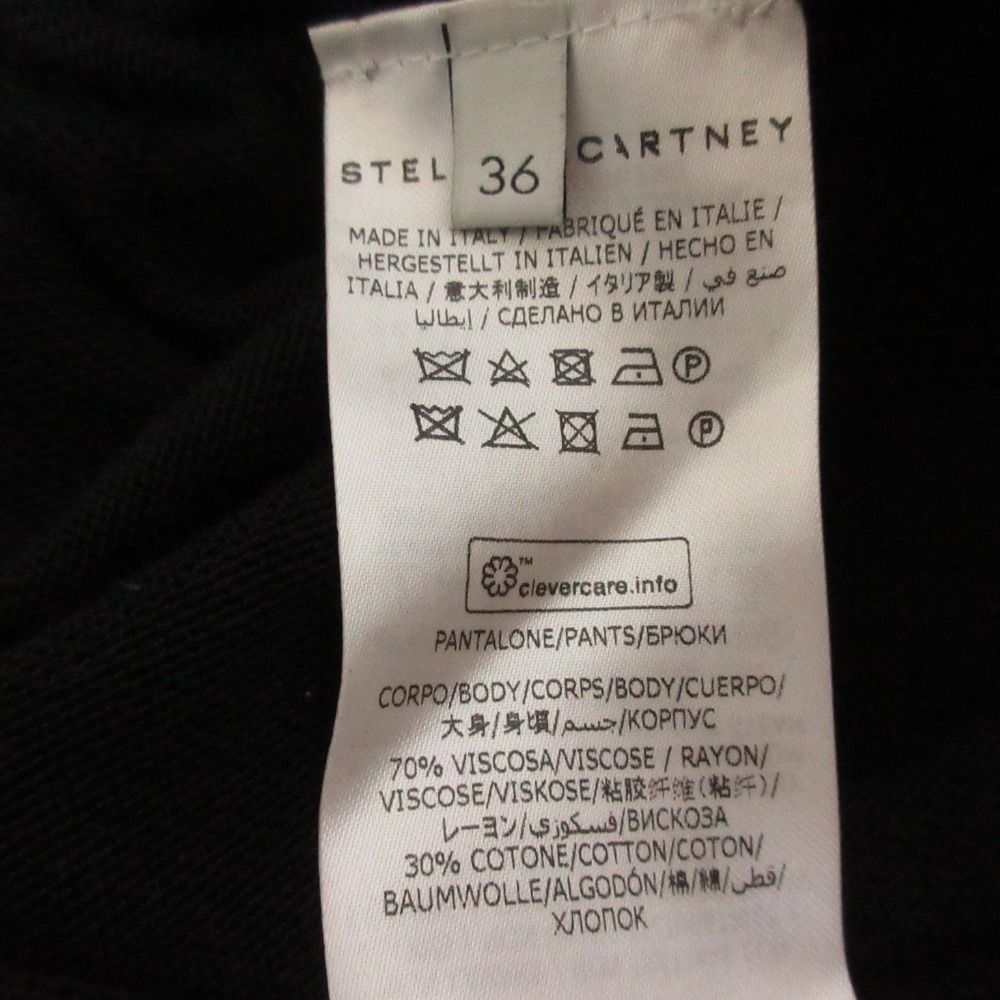 STEL CARTNEY
36
MADE IN ITALY / FABRIQUÉ EN ITALIE /
HERGESTELLT IN ITALIEN / HECHO EN
ITALIA / 意大利制造 / イタリア製 / صنع في
إيطاليا / СДЕЛАНО В ИТАЛИИ
P
P
™
clevercare.info
PANTALONE/PANTS/БРЮКИ
CORPO/BODY/CORPS/BODY/CUERPO/
大身/身頃/جسم/КОРПУС
70% VISCOSA/VISCOSE / RAYON/
VISCOSE/VISKOSE/粘胶纤维(粘纤)/
レーヨン/فسكوزي/ВИСКОЗА
30% COTONE/COTTON/COTON/
BAUMWOLLE/ALGODÓN/棉/綿/قطن/
ХЛОПОК